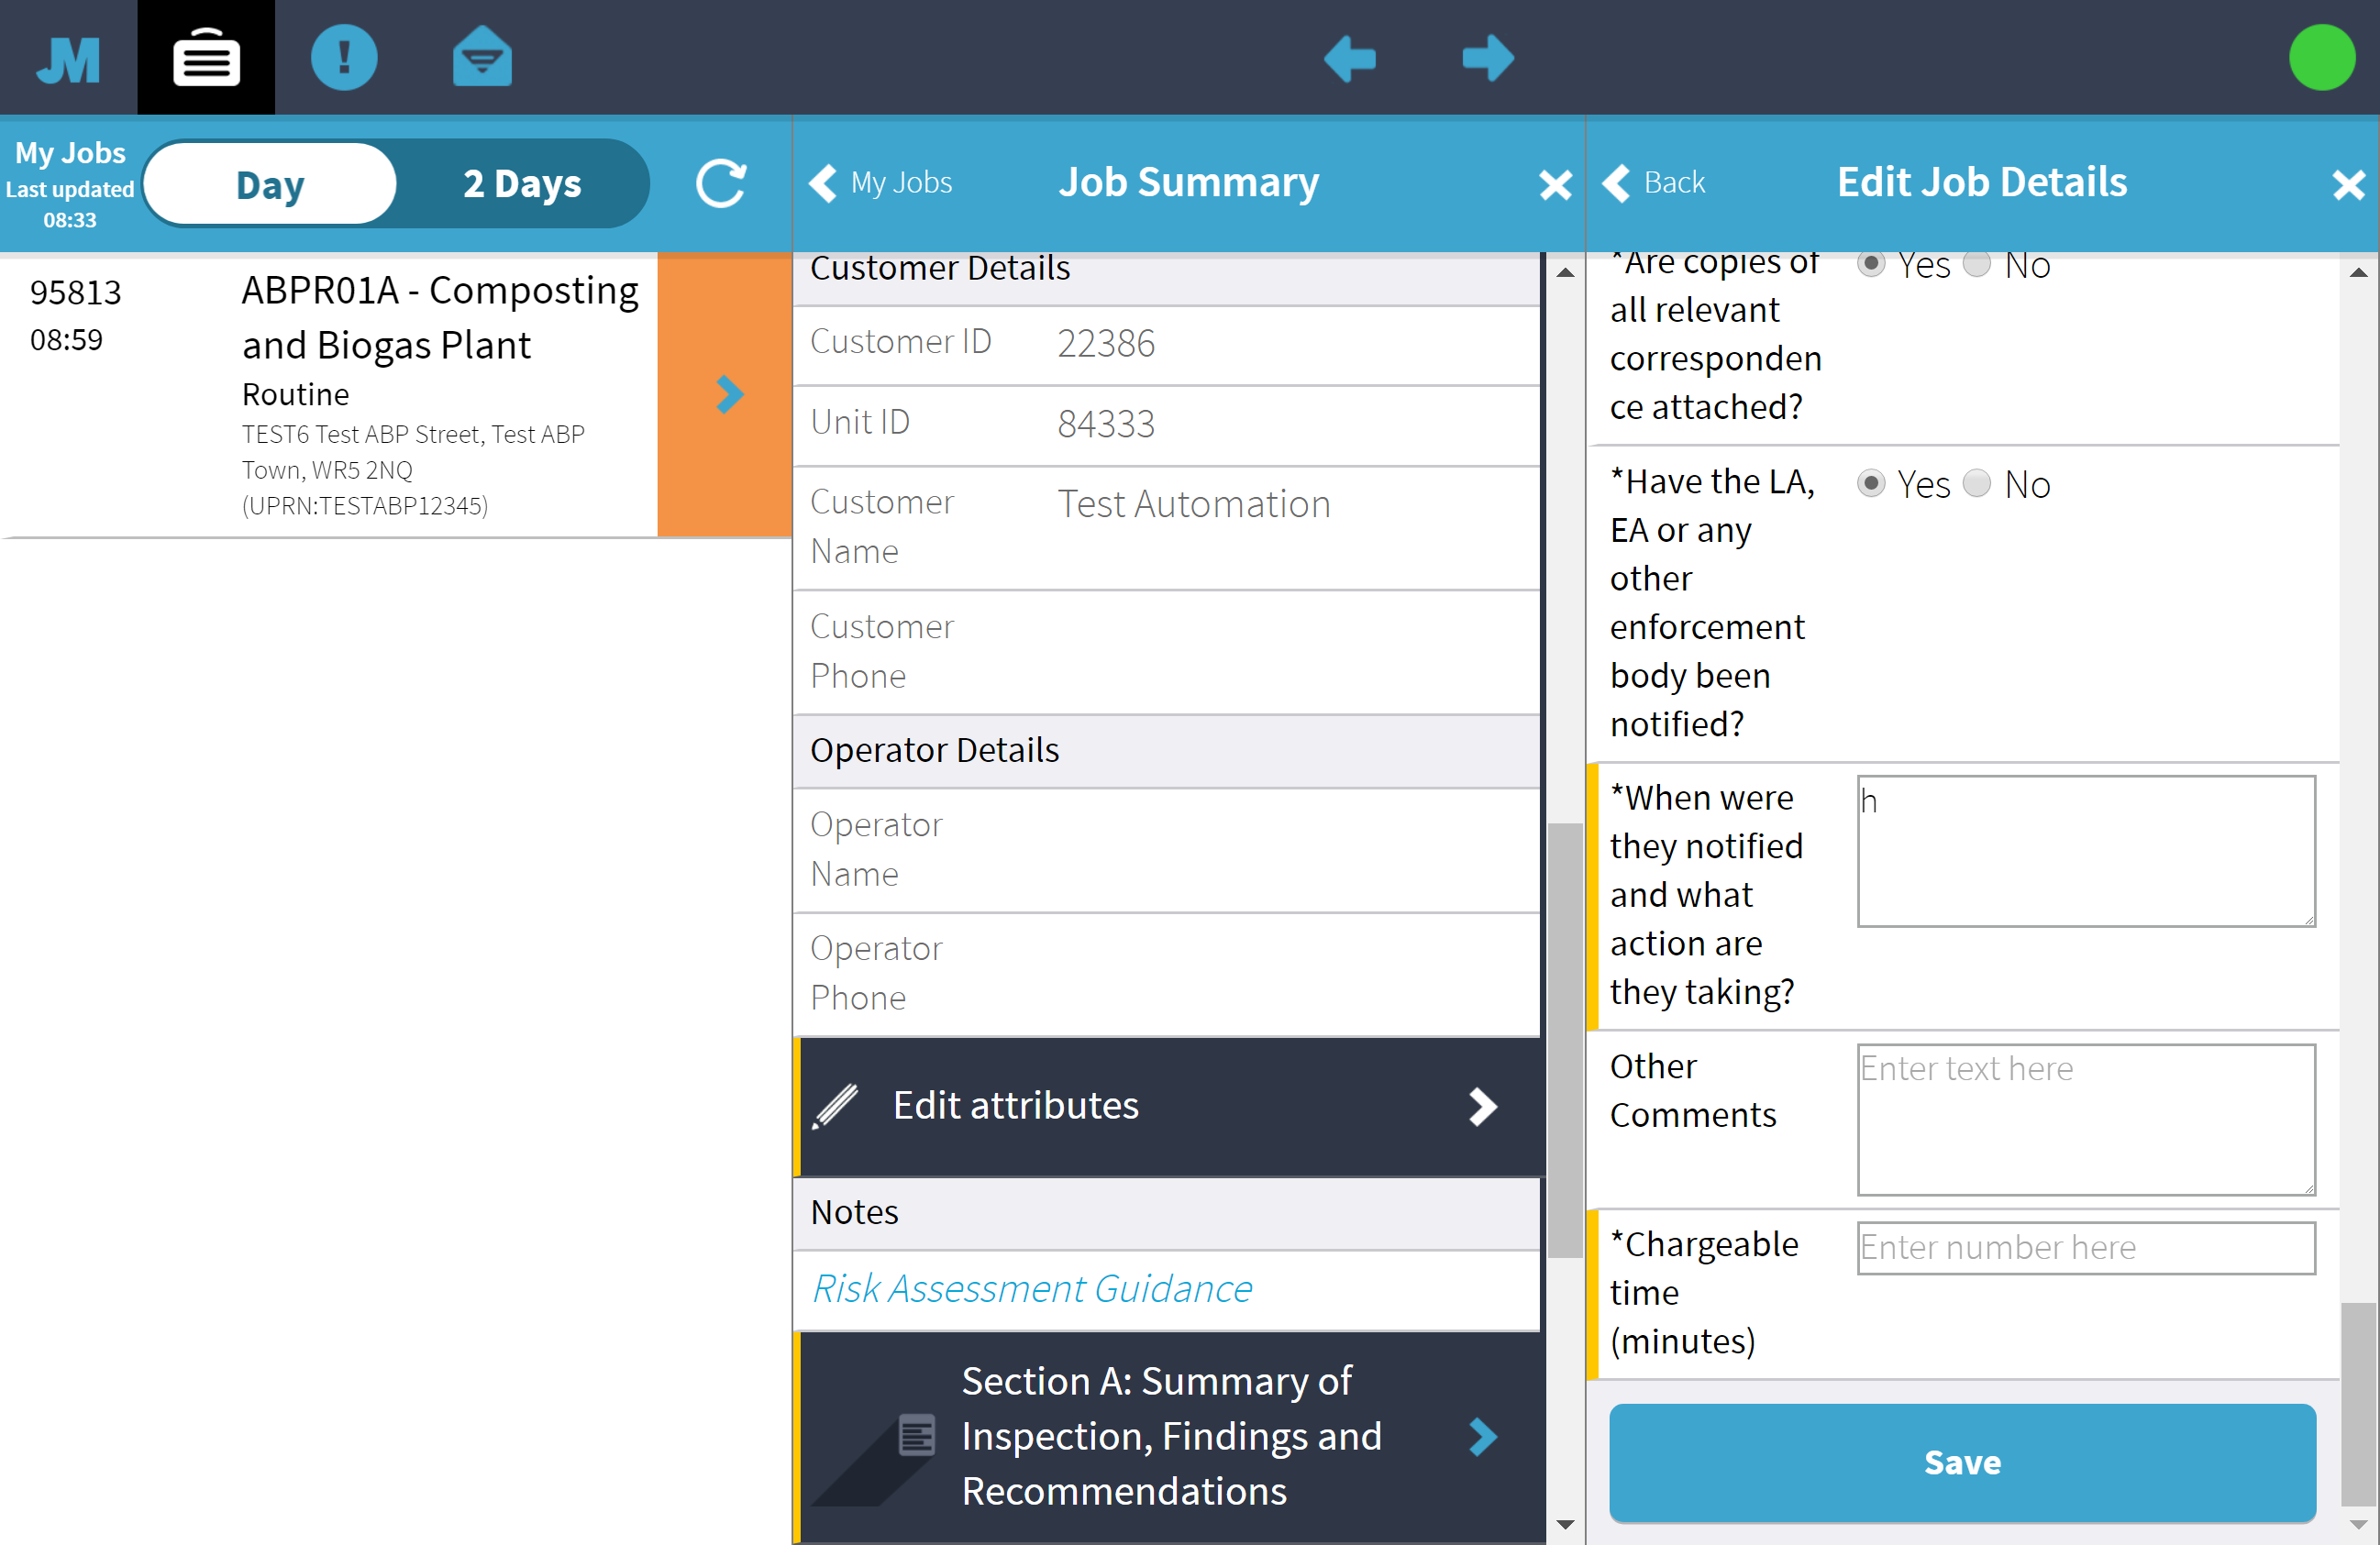 JM
My Jobs
Last updated
08:33
Day
2 Days
My Jobs
Job Summary
Back
Edit Job Details
95813
08:59
ABPR01A - Composting
and Biogas Plant
Routine
TEST6 Test ABP Street, Test ABP
Town, WR5 2NQ
(UPRN:TESTABP12345)
Customer Details
Customer ID
22386
Unit ID
84333
Customer
Name
Test Automation
Customer
Phone
Operator Details
Operator
Name
Operator
Phone
Edit attributes
Notes
Risk Assessment Guidance
Section A: Summary of
Inspection, Findings and
Recommendations
*Are copies of
all relevant
corresponden
ce attached?
Yes No
*Have the LA,
EA or any
other
enforcement
body been
notified?
Yes No
*When were
they notified
and what
action are
they taking?
h
Other
Comments
Enter text here
*Chargeable
time
(minutes)
Enter number here
Save